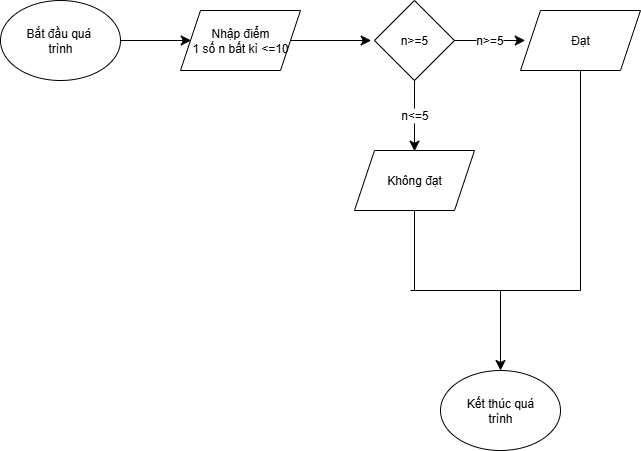 Bắt đầu quá
trình
Nhập điểm
1 số n bất kì <=10
n>=5
n>=5
Đạt
n<=5
Không đạt
Kết thúc quá
trình